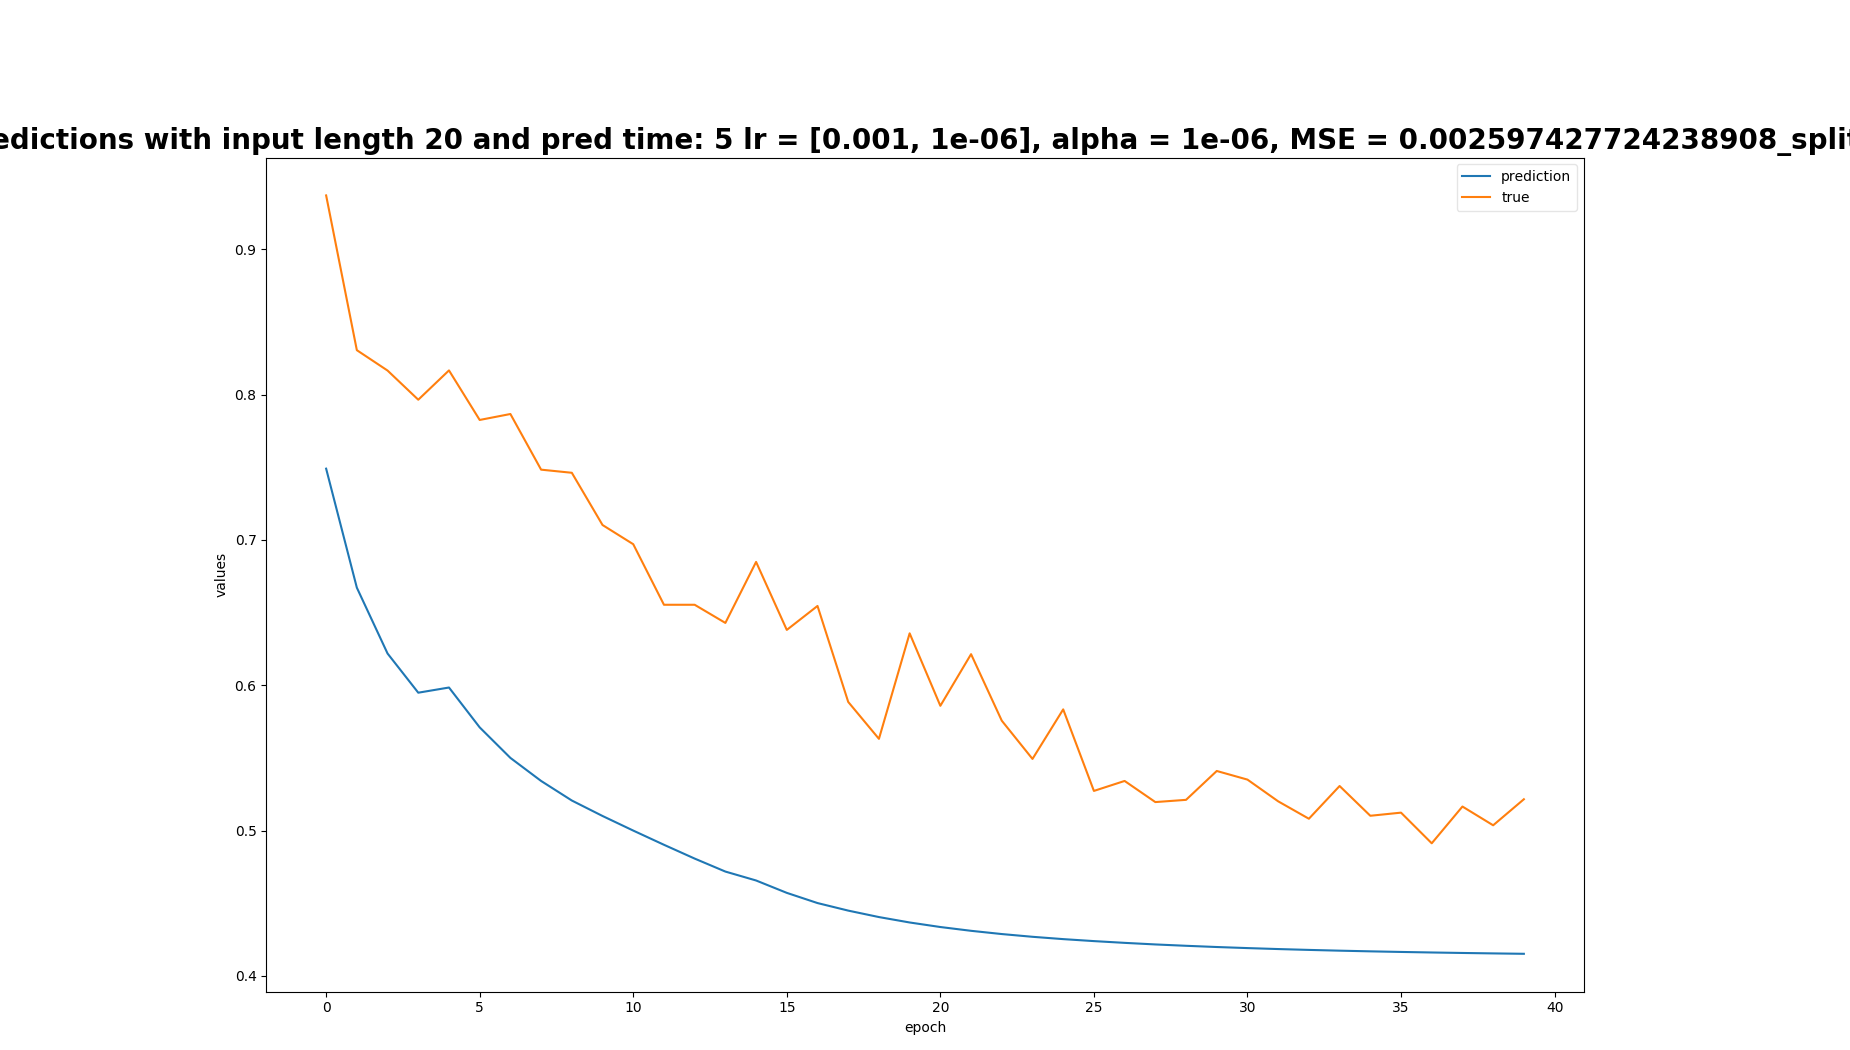 edictions with input length 20 and pred time: 5 lr = [0.001, 1e-06], alpha = 1e-06, MSE = 0.002597427724238908_split
prediction
true
0.9
0.8
0.7
0.6
0.5
0.4
values
0 5 10 15 20 25 30 35 40
epoch